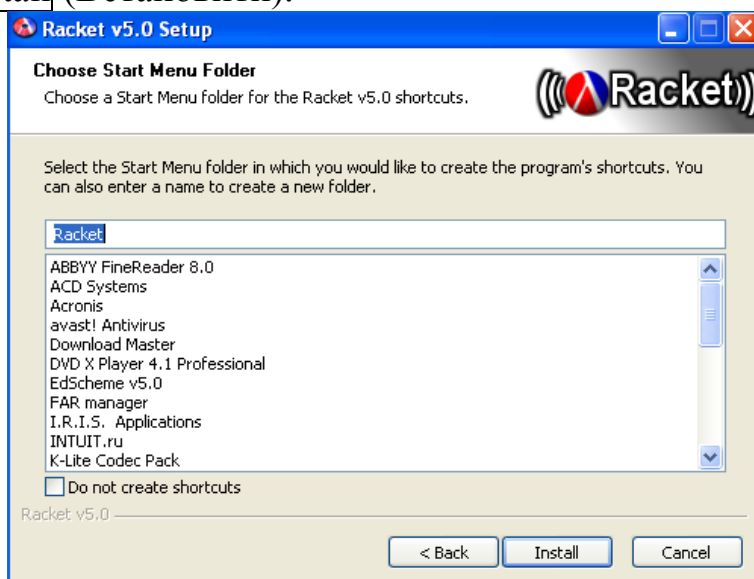 Racket v5.0 Setup
Choose Start Menu Folder
Choose a Start Menu folder for the Racket v5.0 shortcuts.
(((Racket))
Select the Start Menu folder in which you would like to create the program's shortcuts. You
can also enter a name to create a new folder.
Racket
ABBYY FineReader 8.0
ACD Systems
Acronis
avast! Antivirus
Download Master
DVD X Player 4.1 Professional
EdScheme v5.0
FAR manager
I.R.I.S. Applications
INTUIT.ru
K-Lite Codec Pack
Do not create shortcuts
Racket v5.0
< Back
Install
Cancel